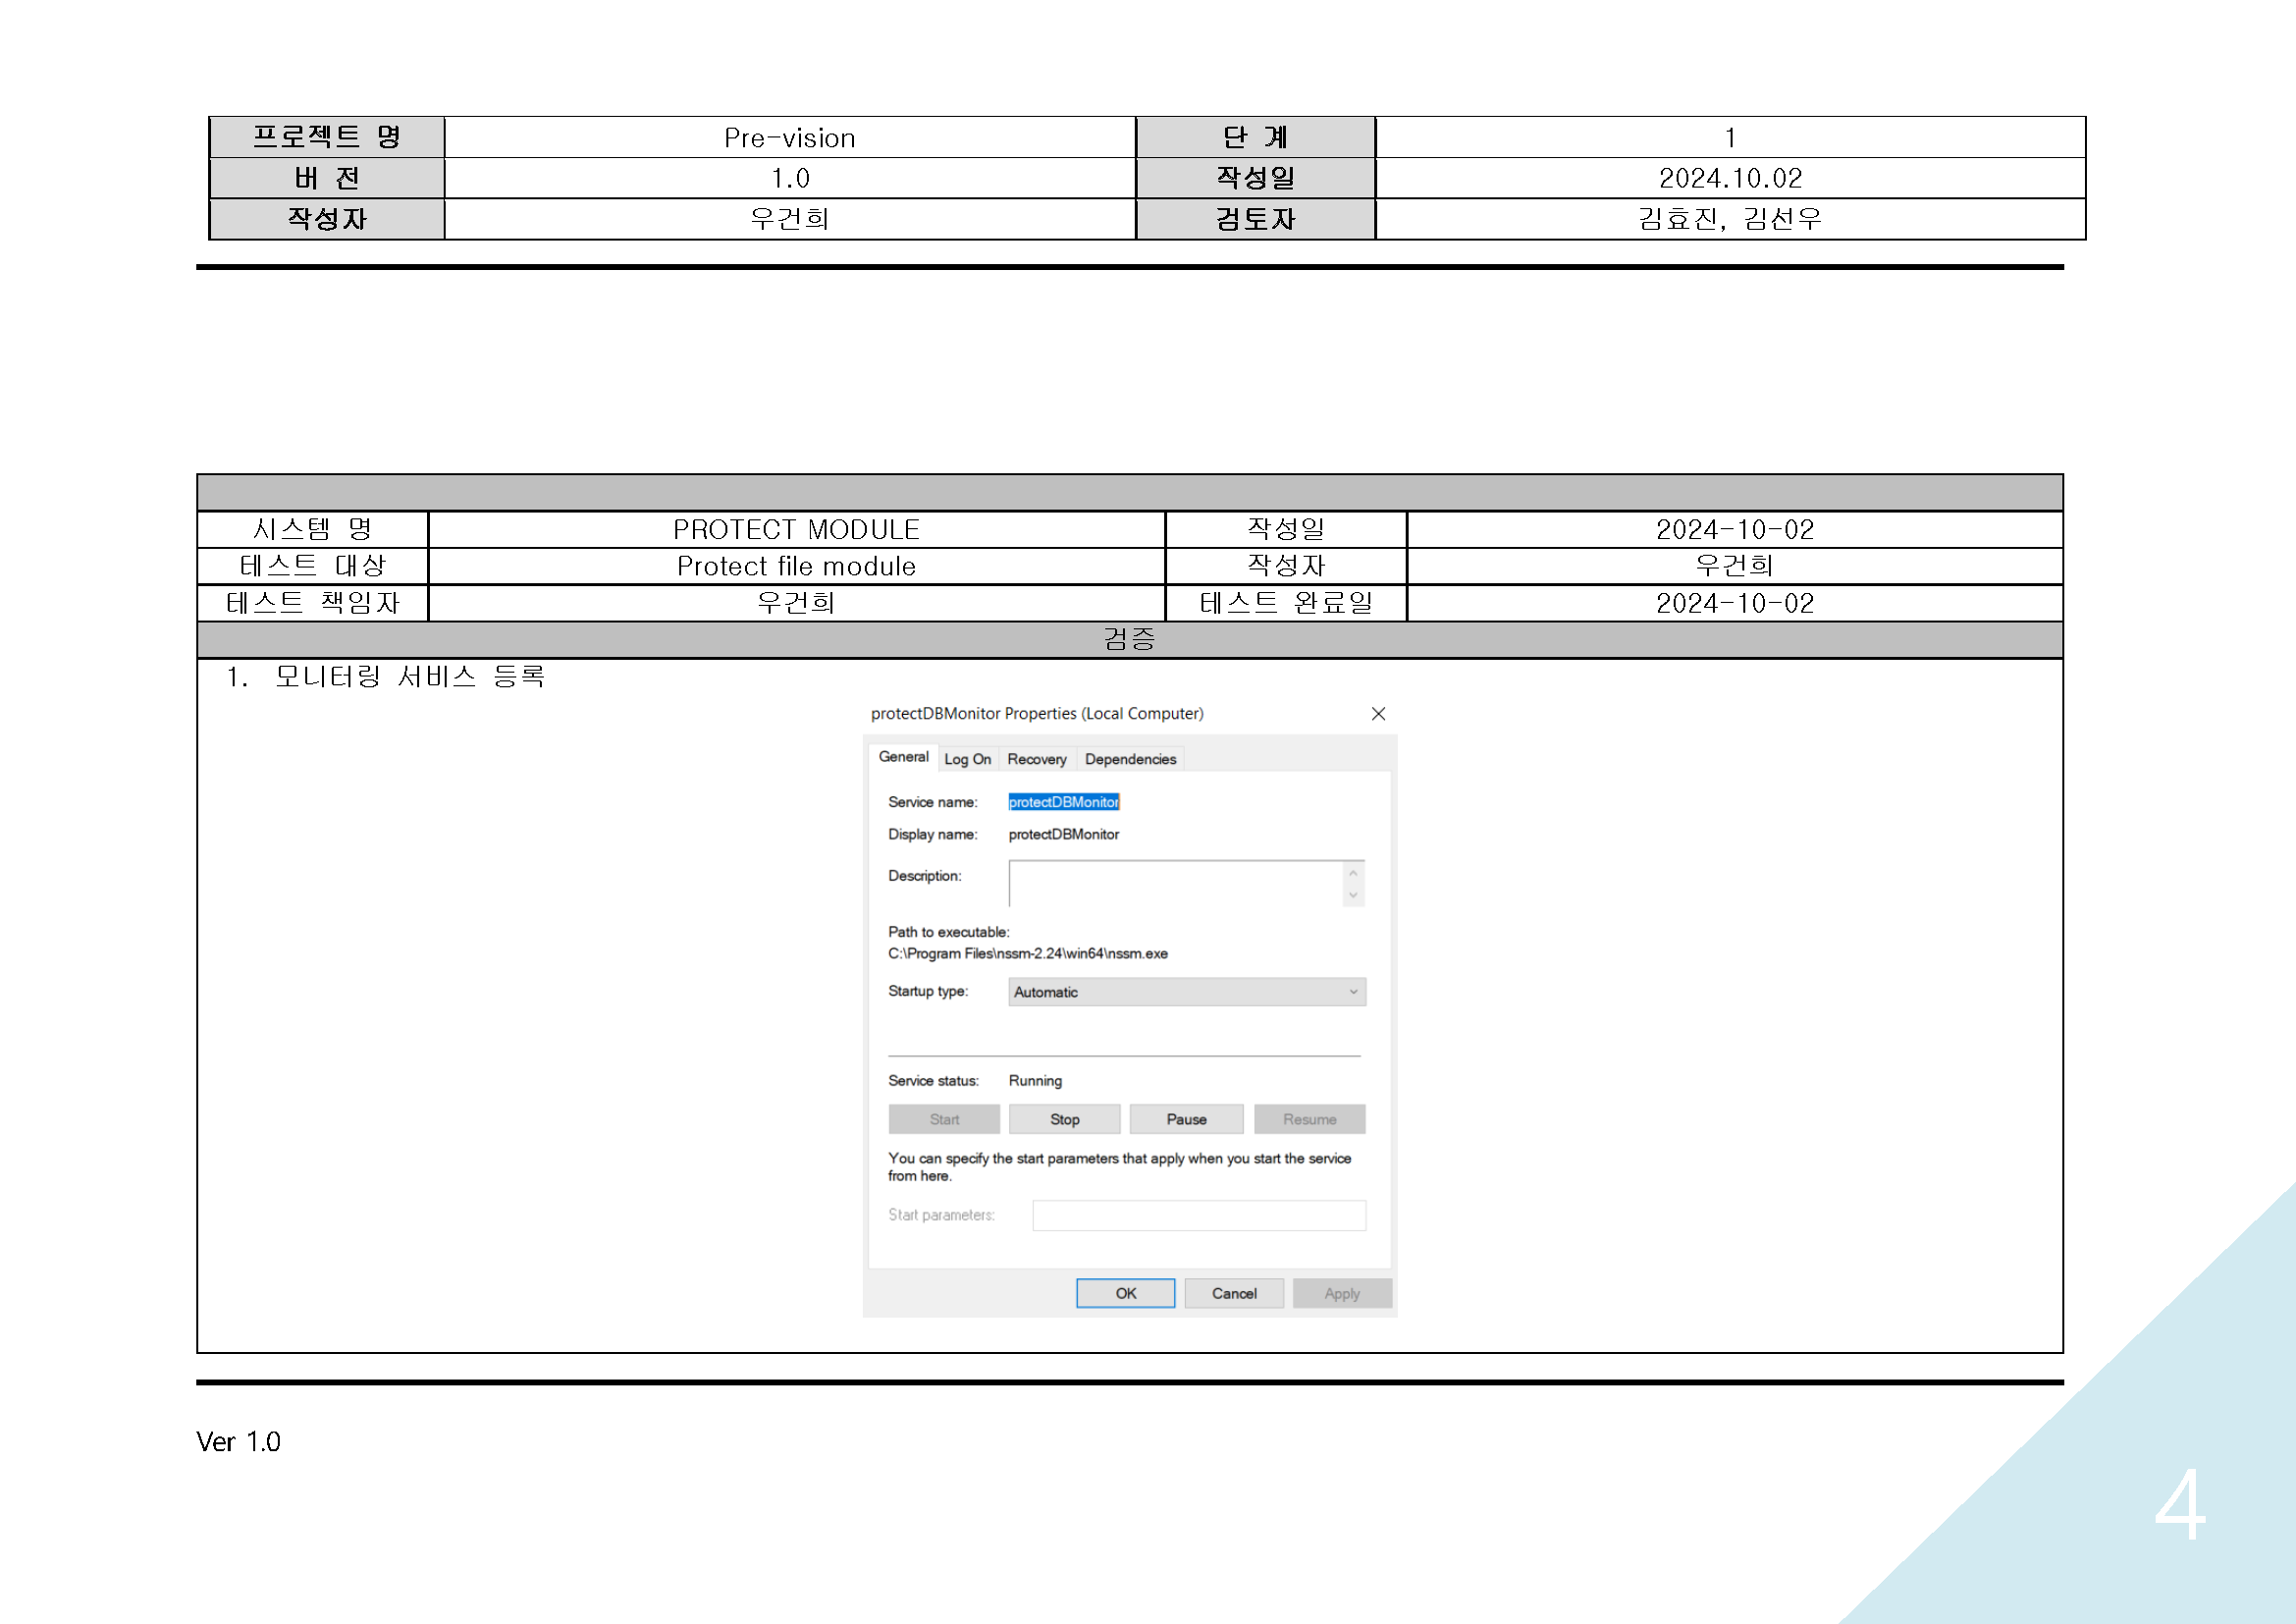 프로젝트 명 Pre-vision 단 계 1
버 전 1.0 작성일 2024.10.02
작성자 우건희 검토자 김효진, 김선우
시스템 명 PROTECT MODULE 작성일 2024-10-02
테스트 대상 Protect file module 작성자 우건희
테스트 책임자 우건희 테스트 완료일 2024-10-02
검증
1. 모니터링 서비스 등록
protectDBMonitor Properties (Local Computer)
General Log On Recovery Dependencies
Service name: protectDBMonitor
Display name: protectDBMonitor
Description:
Path to executable:
C:\Program Files\nssm-2.24\win64\nssm.exe
Startup type: Automatic
Service status: Running
Start Stop Pause Resume
You can specify the start parameters that apply when you start the service
from here.
Start parameters:
OK Cancel Apply
Ver 1.0
4